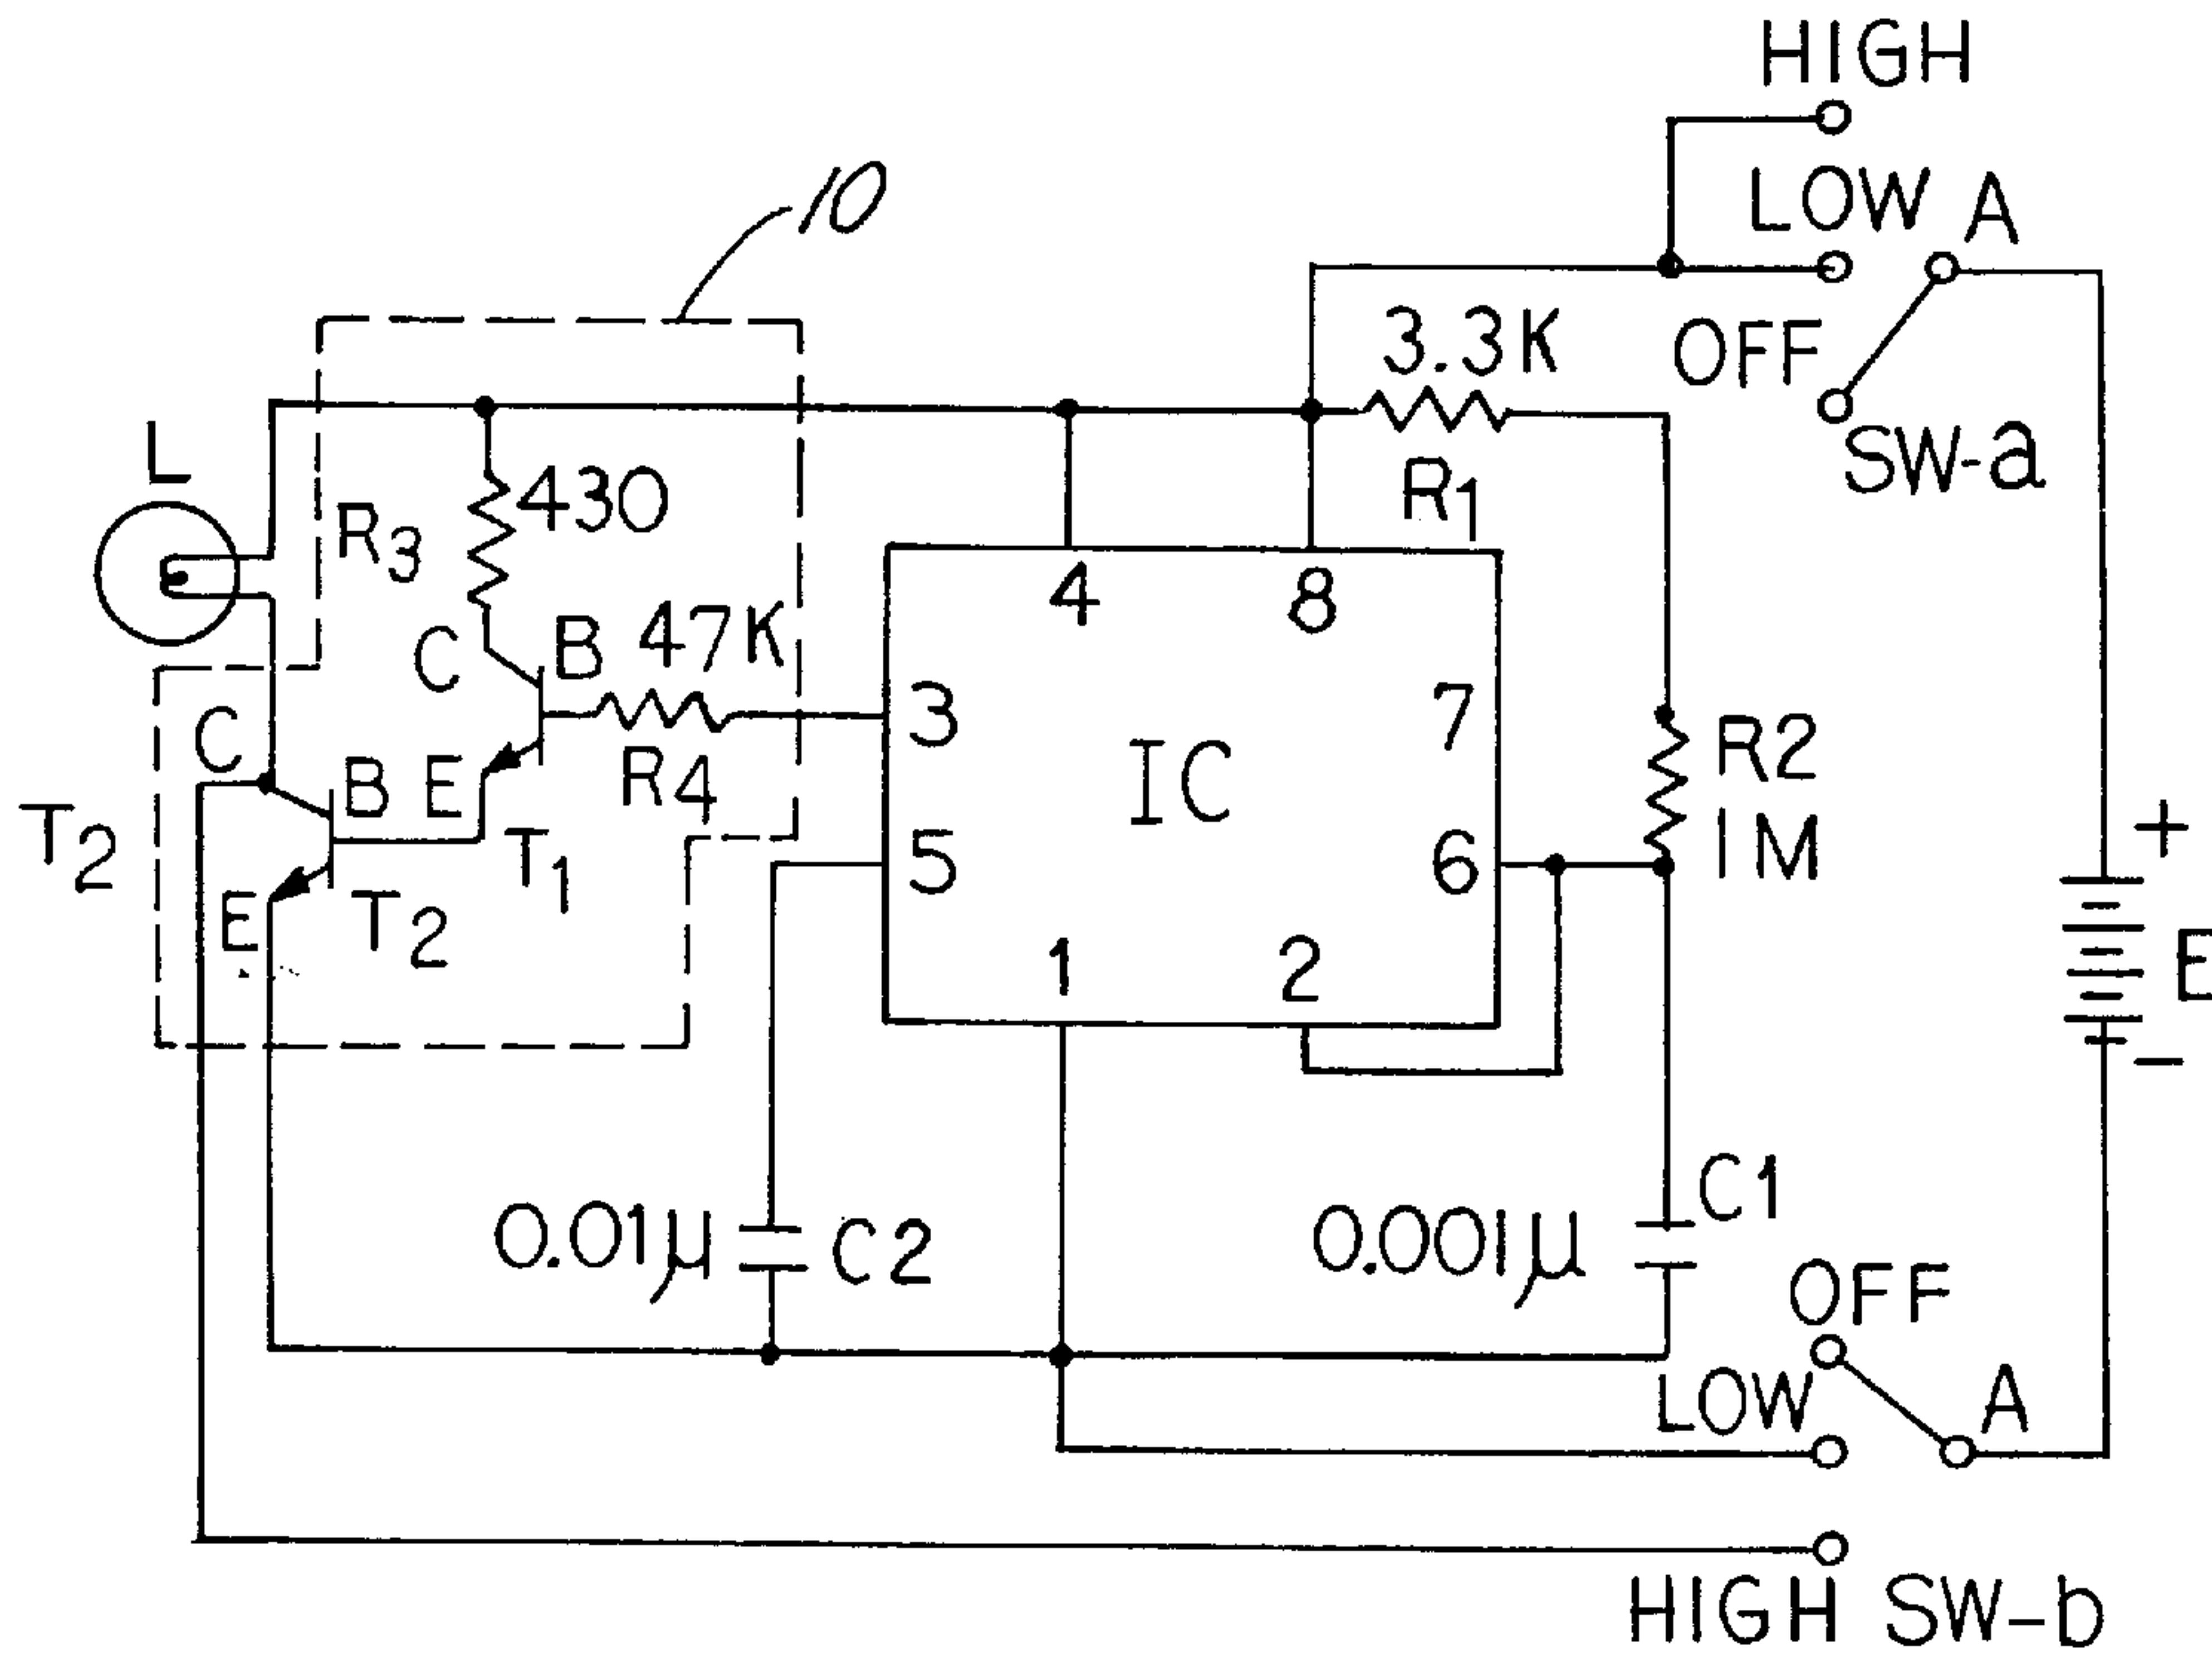 HIGH
10
LOW A
OFF
3.3K
SW-a
L
R1
R3
430
4
8
C
B
47K
3
7
R2
C
B
E
R4
IC
T2
T1
5
6
1M
+
E
T2
1
2
E
-
C1
0.01µ
C2
0.001µ
OFF
LOW
A
HIGH SW-b